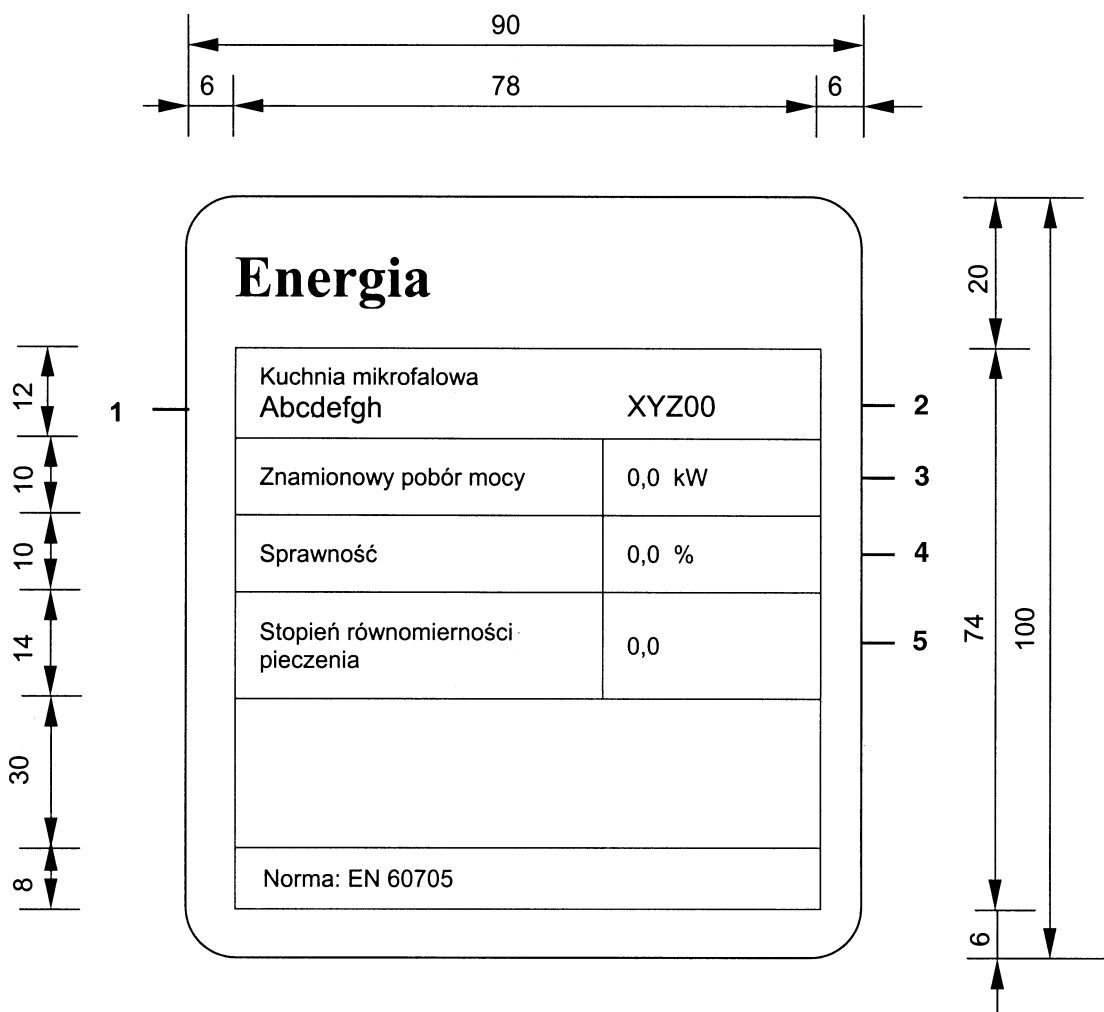 90
6 78 6
Energia
Kuchnia mikrofalowa
Abcdefgh XYZ00
Znamionowy pobór mocy 0,0 kW
Sprawność 0,0 %
Stopień równomierności
pieczenia
0,0
Norma: EN 60705
12
10
10
14
30
8
1
2
3
4
5
20
74
100
6